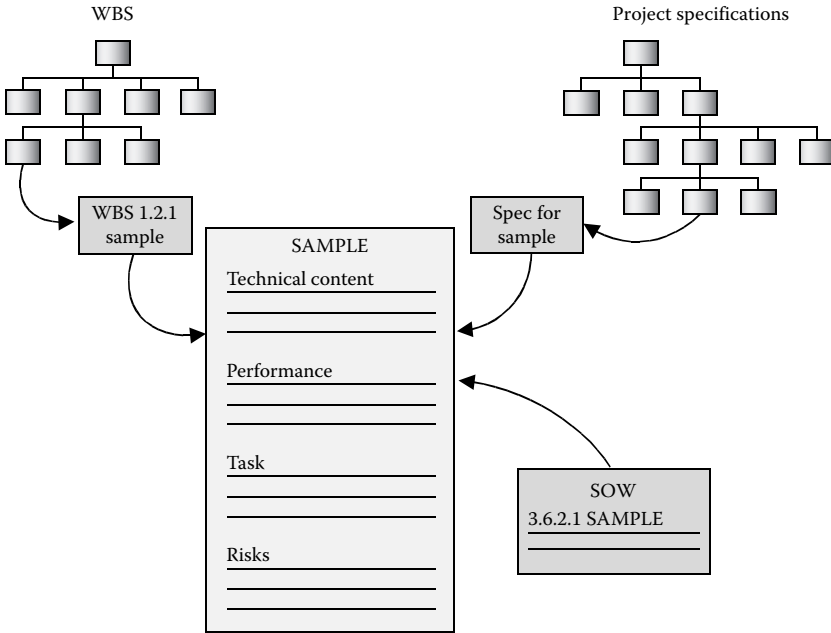 WBS
Project specifications
WBS 1.2.1
sample
Spec for
sample
SAMPLE
Technical content
Performance
Task
Risks
SOW
3.6.2.1 SAMPLE